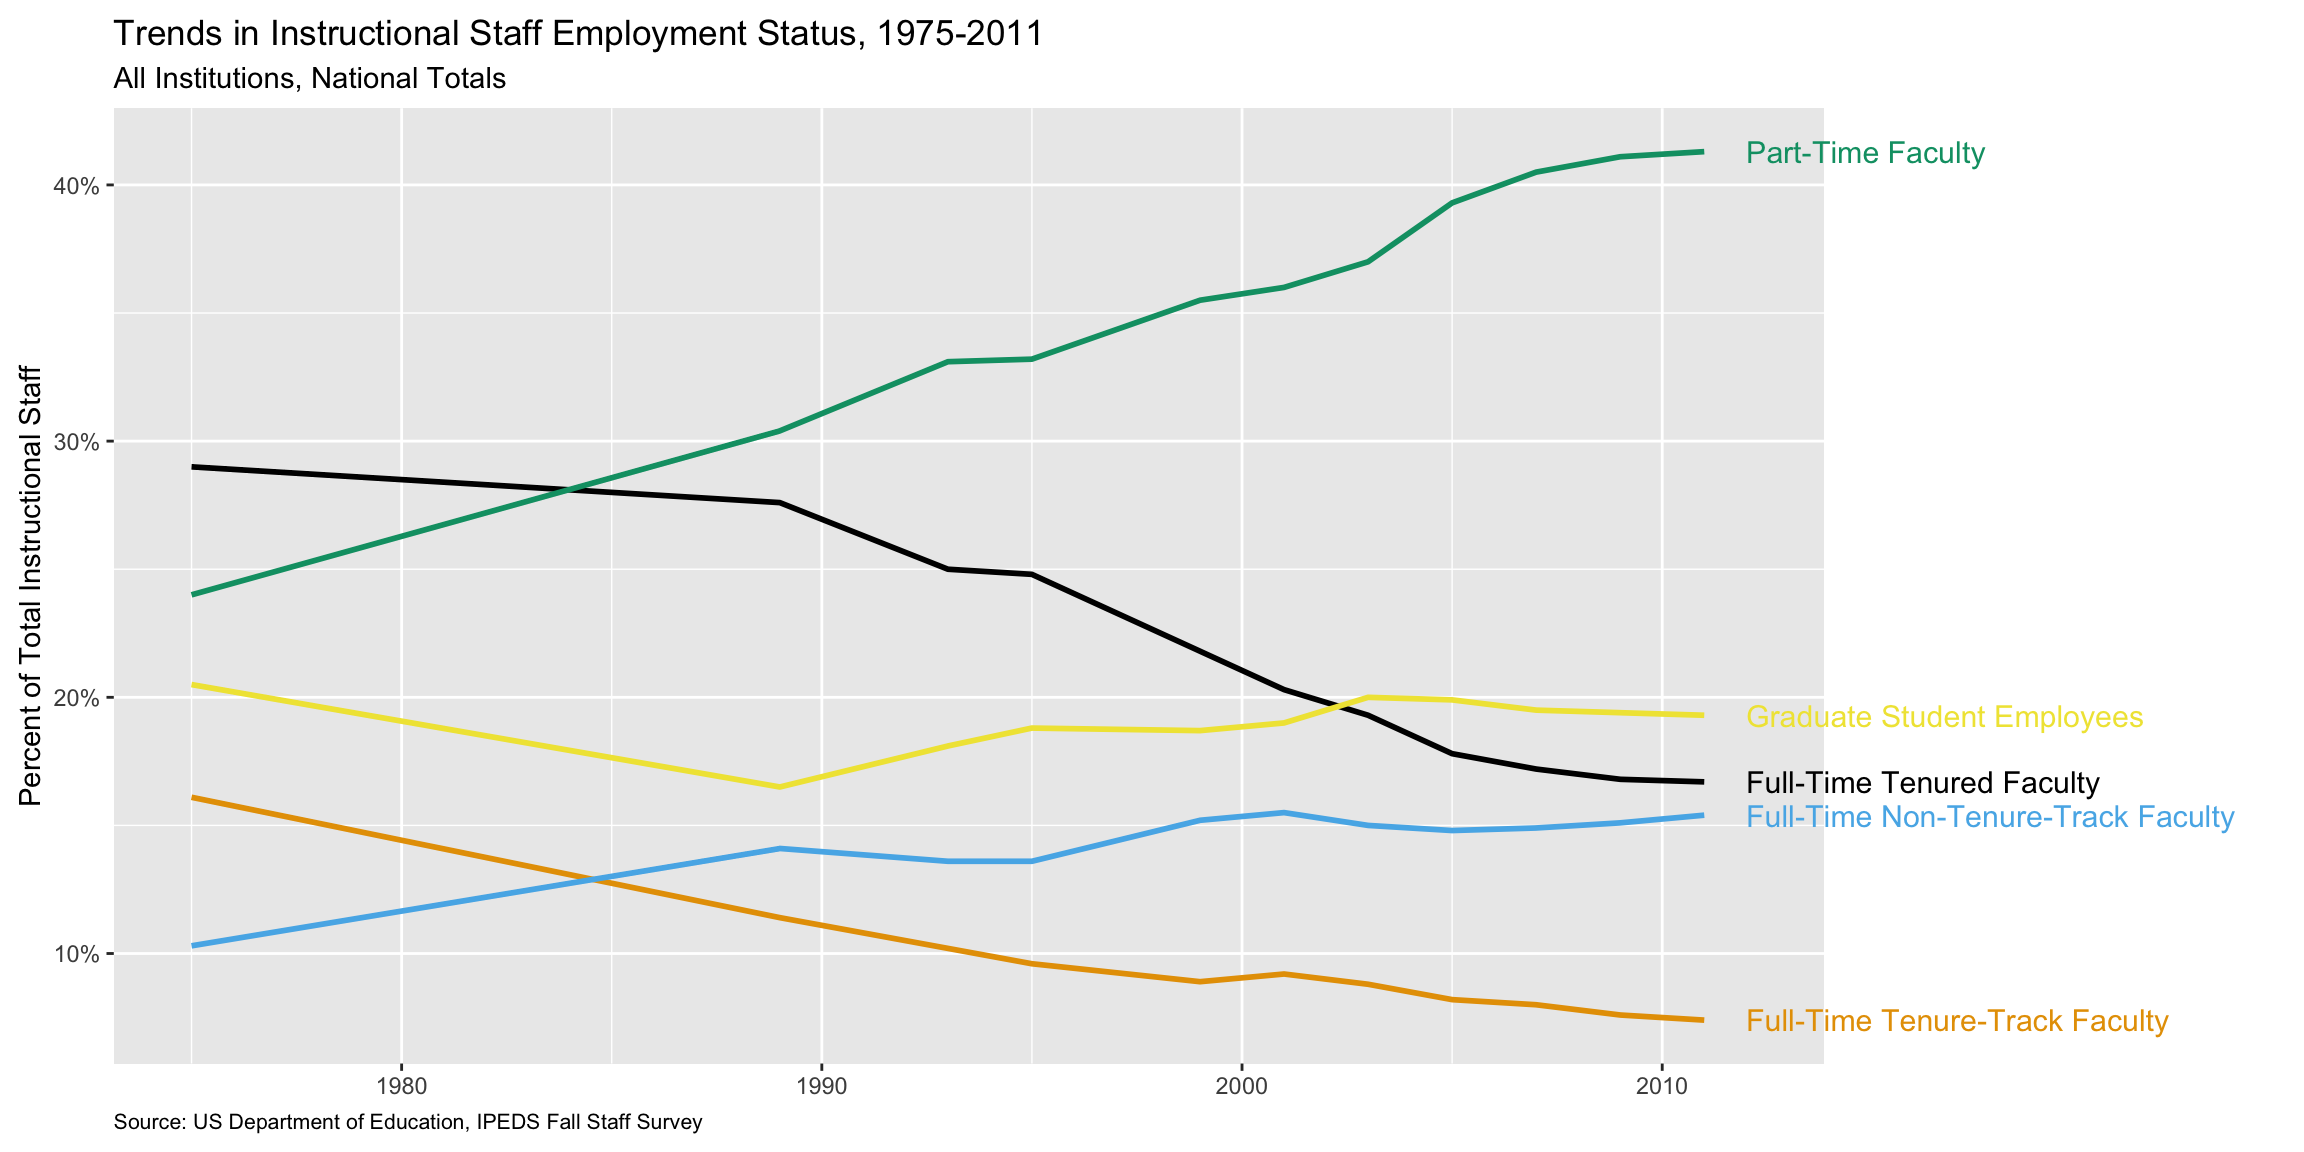 Trends in Instructional Staff Employment Status, 1975-2011
All Institutions, National Totals
Percent of Total Instructional Staff
40%
30%
20%
10%
Part-Time Faculty
Graduate Student Employees
Full-Time Tenured Faculty
Full-Time Non-Tenure-Track Faculty
Full-Time Tenure-Track Faculty
1980 1990 2000 2010
Source: US Department of Education, IPEDS Fall Staff Survey